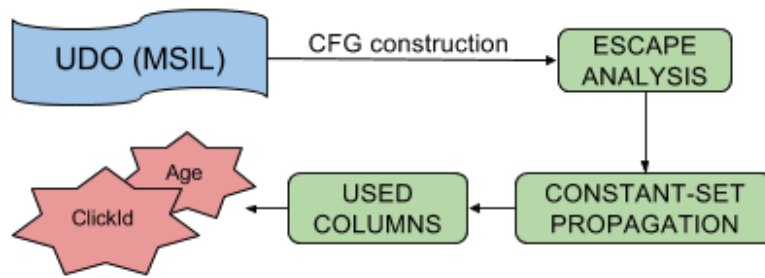 UDO (MSIL)
CFG construction
ESCAPE
ANALYSIS
CONSTANT-SET
PROPAGATION
USED
COLUMNS
Age
ClickId